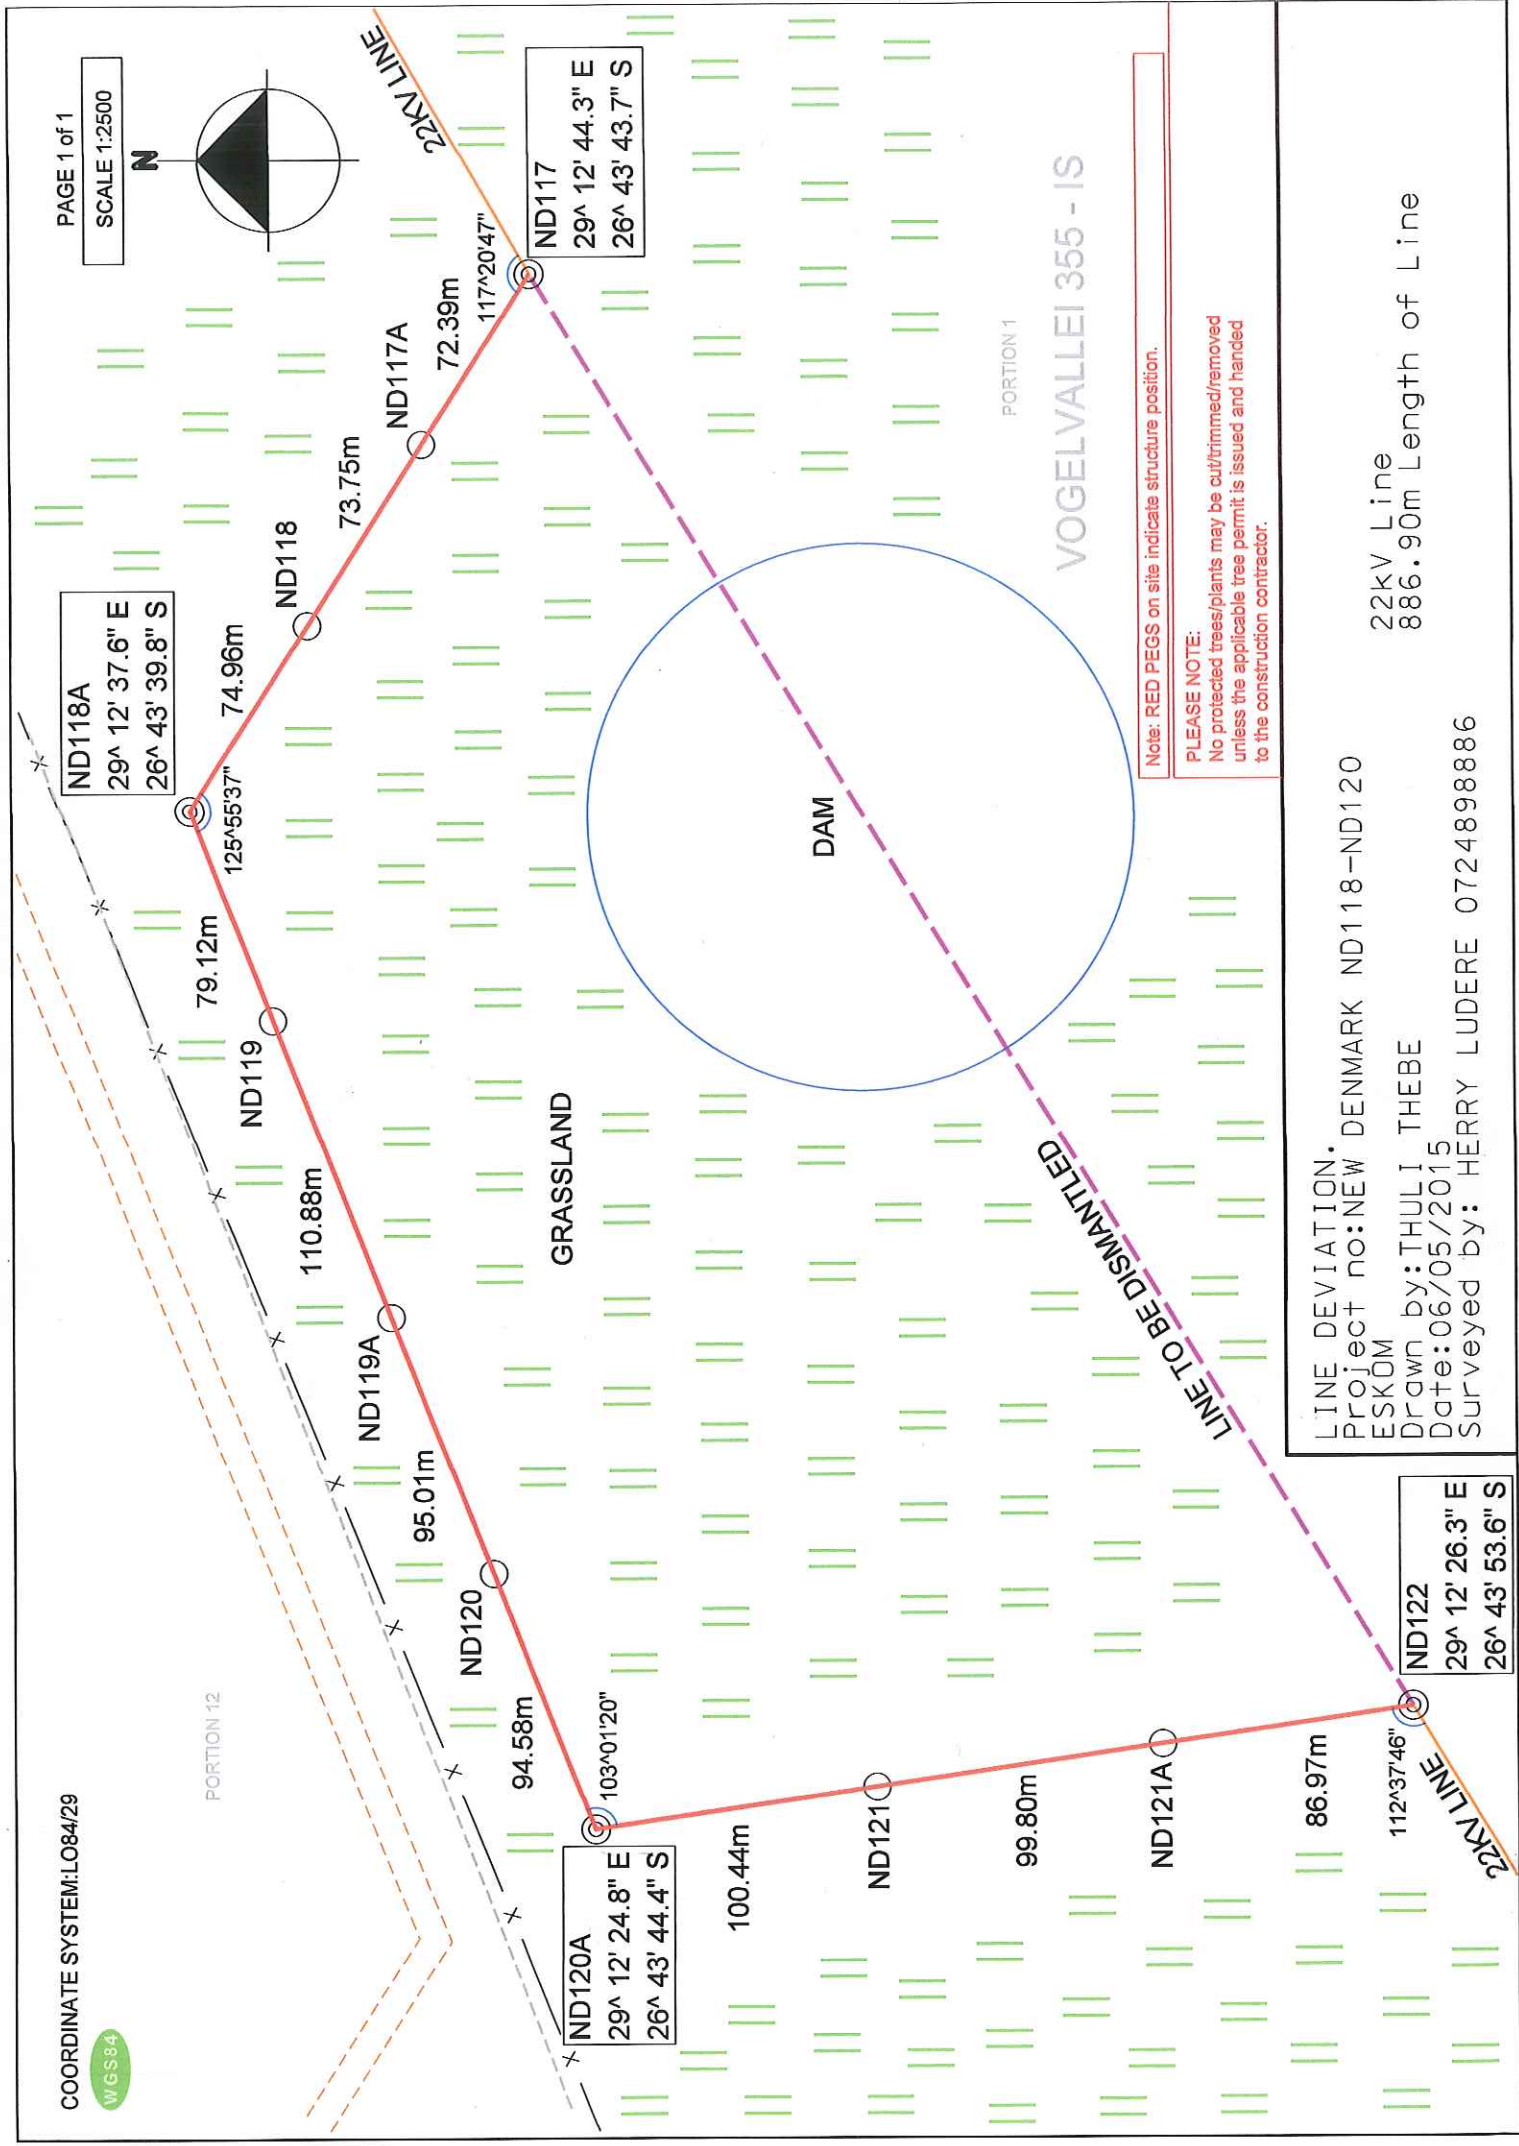 COORDINATE SYSTEM:LO84/29
WGS84
PAGE 1 of 1
SCALE 1:2500
N
PORTION 12
22KV LINE
ND117
29^ 12' 44.3" E
26^ 43' 43.7" S
117^20'47"
72.39m
ND117A
73.75m
ND118
74.96m
ND118A
29^ 12' 37.6" E
26^ 43' 39.8" S
125^55'37"
79.12m
ND119
110.88m
ND119A
95.01m
ND120
94.58m
103^01'20"
ND120A
29^ 12' 24.8" E
26^ 43' 44.4" S
100.44m
ND121
99.80m
ND121A
86.97m
112^37'46"
22KV LINE
ND122
29^ 12' 26.3" E
26^ 43' 53.6" S
GRASSLAND
DAM
LINE TO BE DISMANTLED
PORTION 1
VOGELVALLEI 355 - IS
Note: RED PEGS on site indicate structure position.
PLEASE NOTE:
No protected trees/plants may be cut/trimmed/removed
unless the applicable tree permit is issued and handed
to the construction contractor.
LINE DEVIATION.
Project no:NEW DENMARK ND118-ND120
ESKOM
Drawn by:THULI THEBE
Date:06/05/2015
Surveyed by: HERRY LUDERE 0724898886
22kV Line
886.90m Length of Line